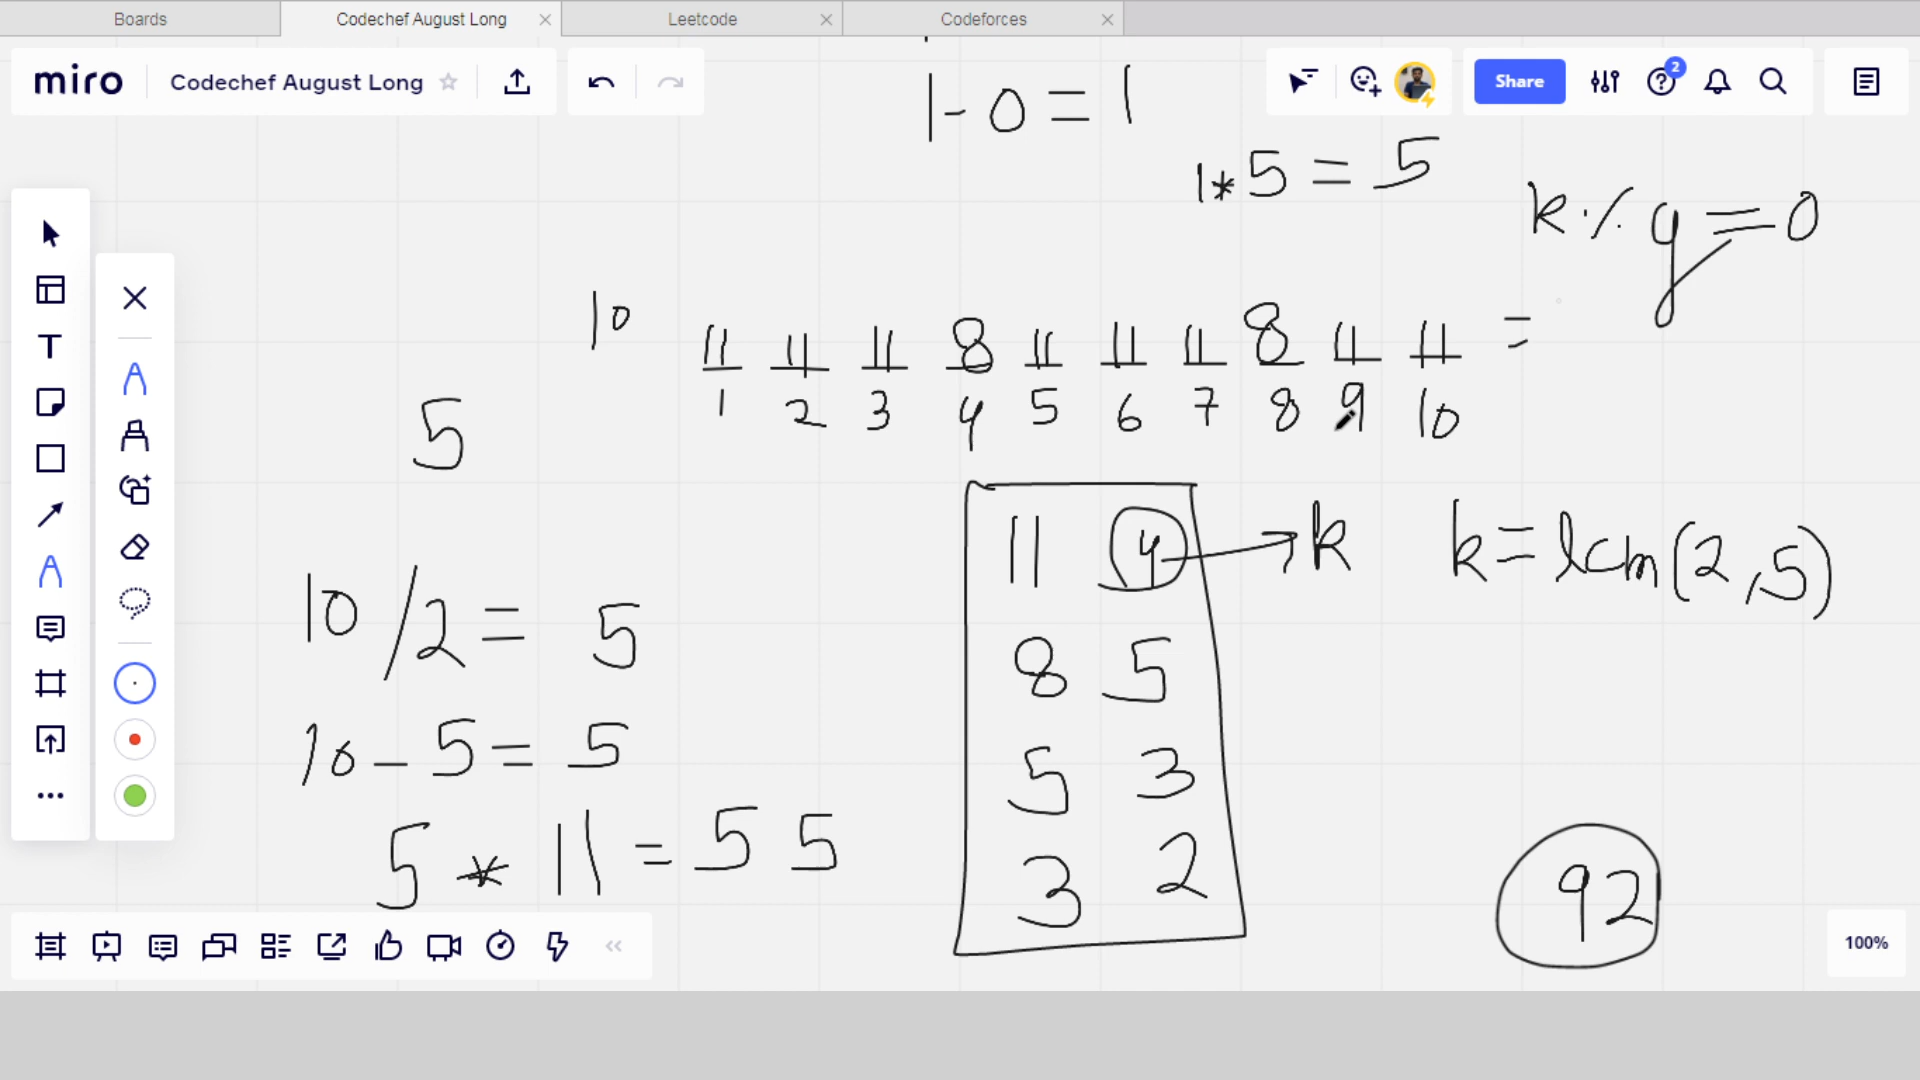 Boards Codechef August Long Leetcode Codeforces
miro Codechef August Long Share 2
1 - 0 = 1
1 * 5 = 5
k % y = 0
10 11 11 11 8 11 11 11 8 11 11 =
1 2 3 4 5 6 7 8 9 10
5
11 4 → k k = lcm(2,5)
10 / 2 = 5
8 5
10 - 5 = 5
5 3
5 * 11 = 55
3 2
92
100%